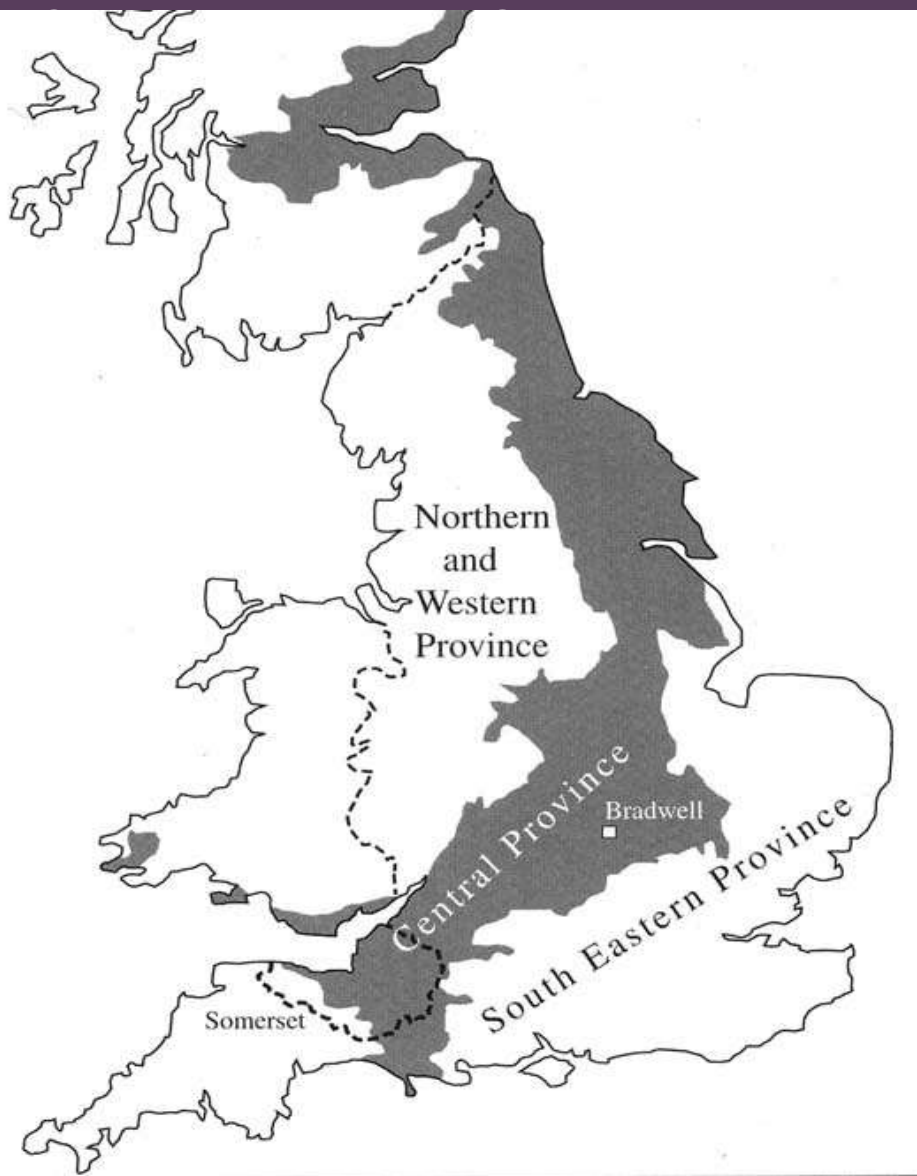 Northern
and
Western
Province
Central Province
Bradwell
South Eastern Province
Somerset